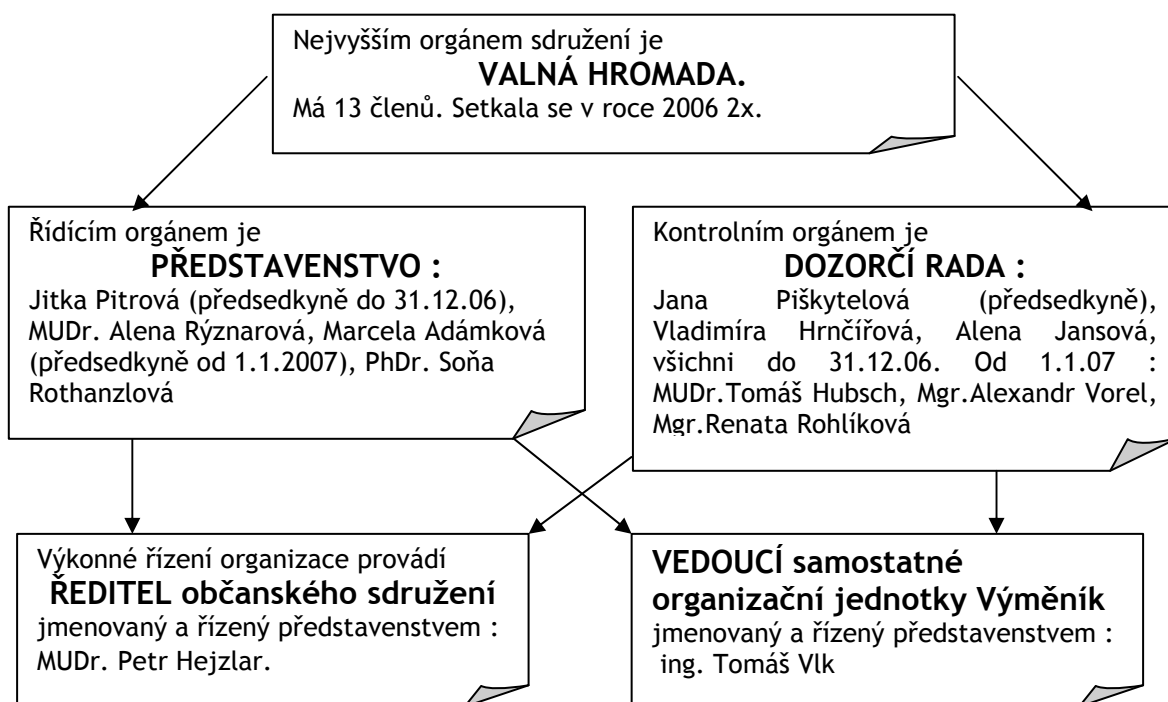 Nejvyšším orgánem sdružení je
VALNÁ HROMADA.
Má 13 členů. Setkala se v roce 2006 2x.
Řídícím orgánem je
PŘEDSTAVENSTVO :
Jitka Pitrová (předsedkyně do 31.12.06),
MUDr. Alena Rýznarová, Marcela Adámková
(předsedkyně od 1.1.2007), PhDr. Soňa
Rothanzlová
Kontrolním orgánem je
DOZORČÍ RADA :
Jana Piškytelová (předsedkyně),
Vladimíra Hrnčířová, Alena Jansová,
všichni do 31.12.06. Od 1.1.07 :
MUDr.Tomáš Hubsch, Mgr.Alexandr Vorel,
Mgr.Renata Rohlíková
Výkonné řízení organizace provádí
ŘEDITEL občanského sdružení
jmenovaný a řízený představenstvem :
MUDr. Petr Hejzlar.
VEDOUCÍ samostatné
organizační jednotky Výměník
jmenovaný a řízený představenstvem :
ing. Tomáš Vlk